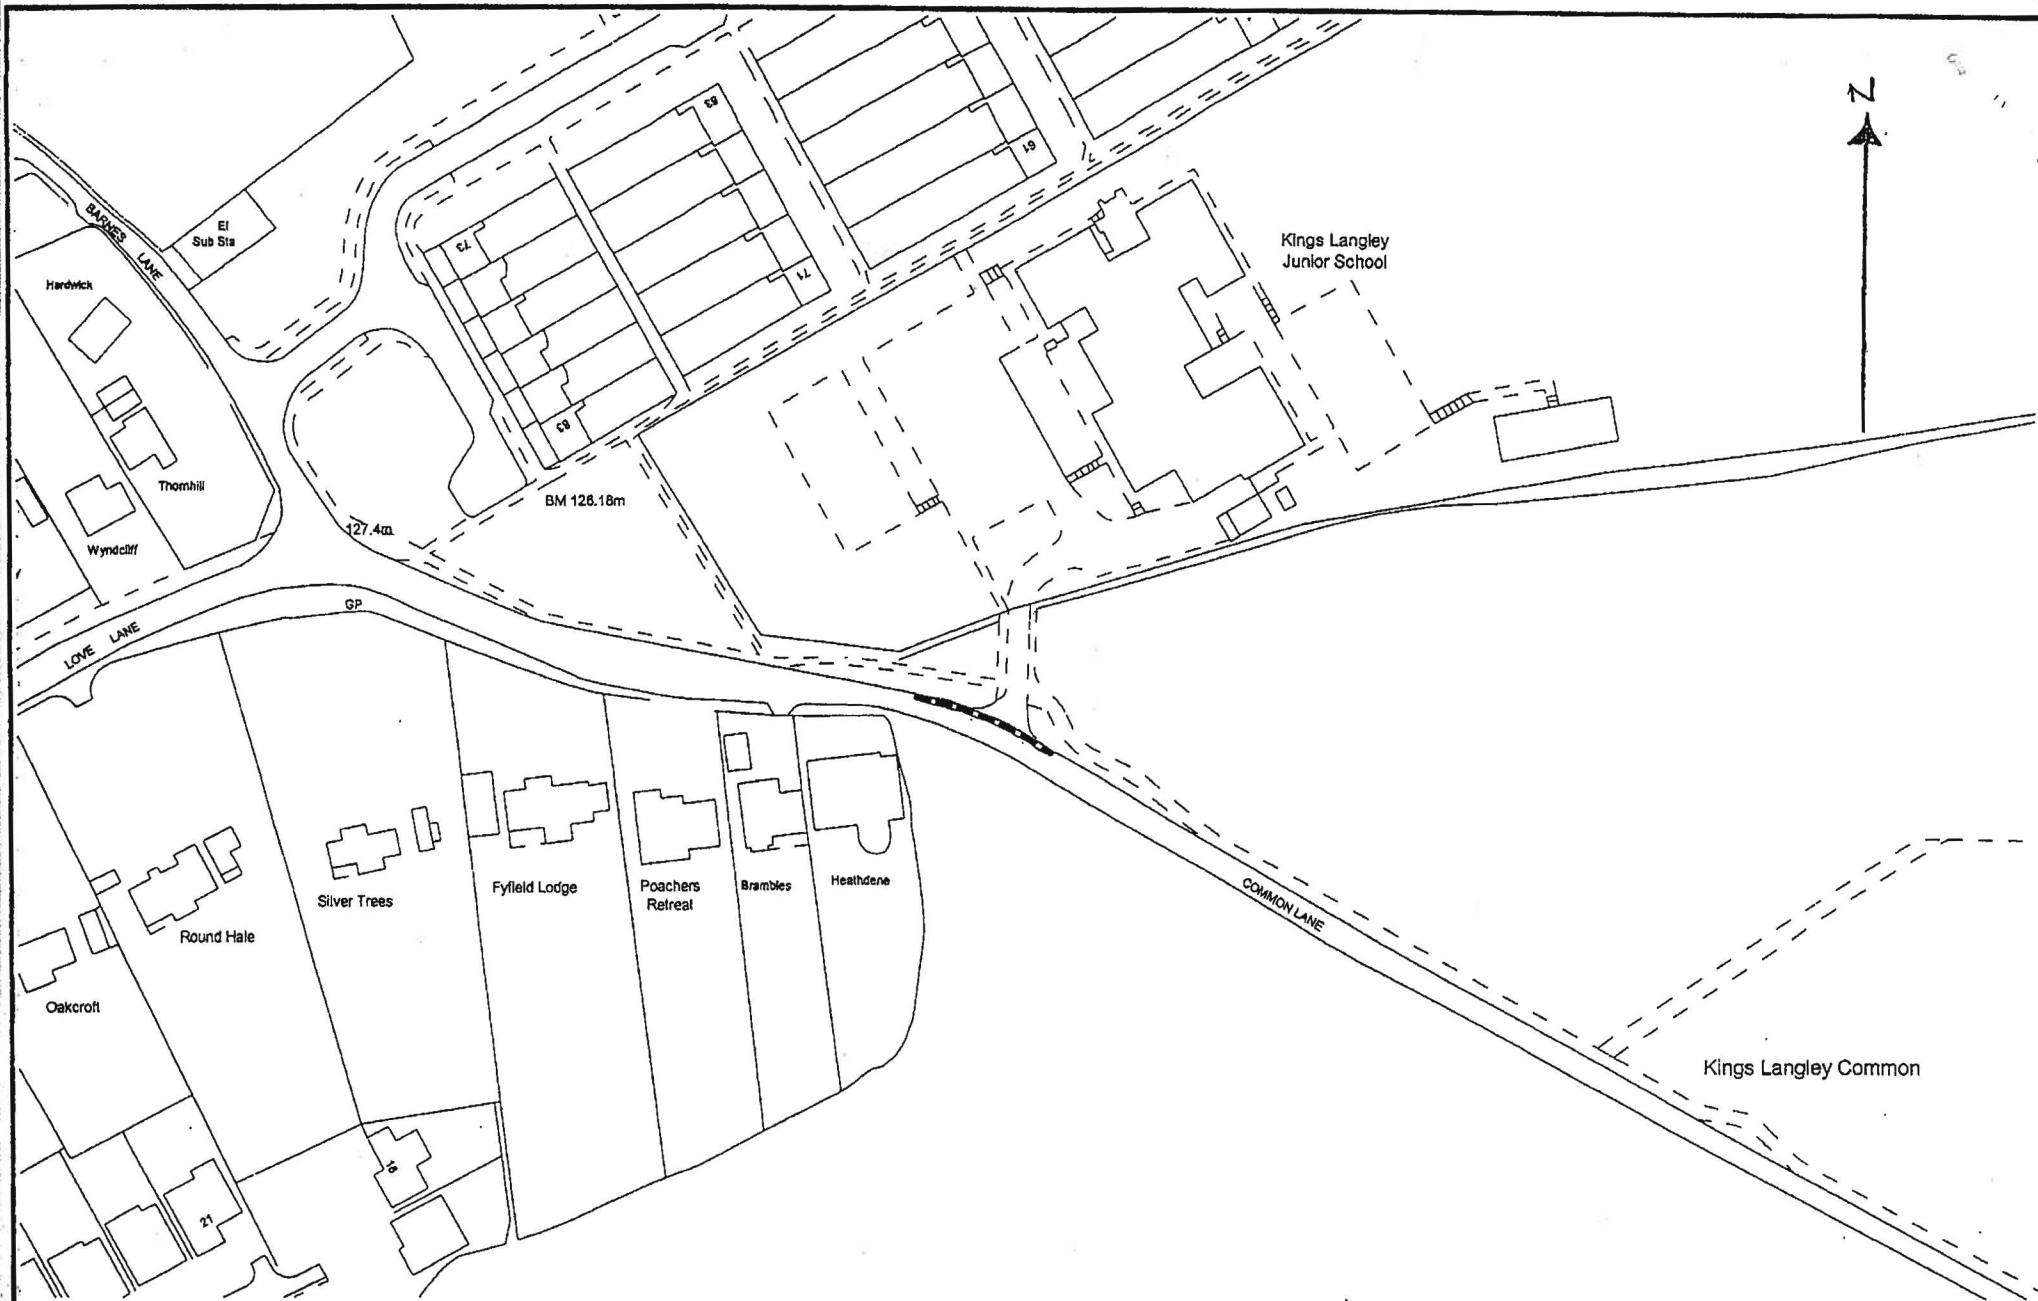 N
83
61
BARNES LANE
El
Sub Sta
73
71
Kings Langley
Junior School
Hardwick
Thornhill
83
BM 126.18m
127.4m
Wyndcliff
GP
LOVE LANE
COMMON LANE
Silver Trees
Fyfield Lodge
Poachers
Retreat
Brambles
Heathdene
Round Hale
Oakcroft
Kings Langley Common
16
21